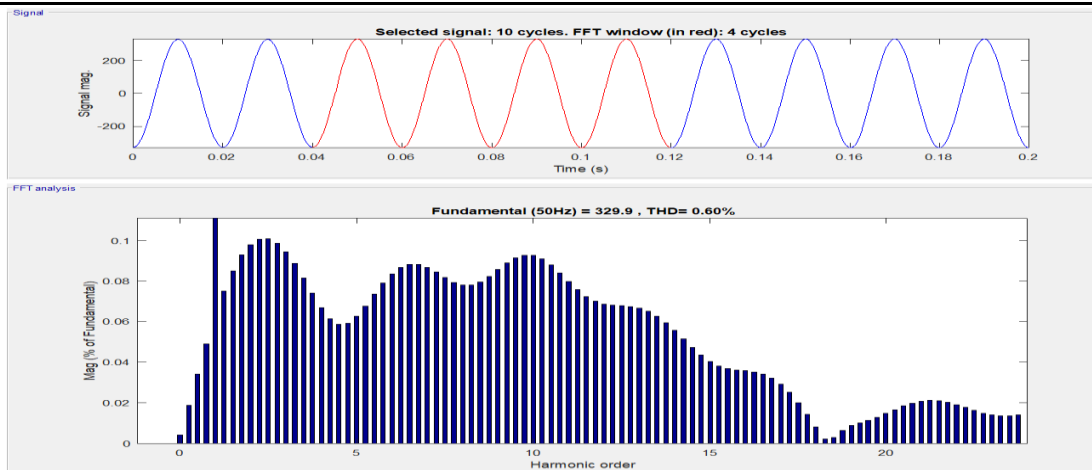 Signal
Selected signal: 10 cycles. FFT window (in red): 4 cycles
Signal mag.
200
0
-200
0 0.02 0.04 0.06 0.08 0.1 0.12 0.14 0.16 0.18 0.2
Time (s)
FFT analysis
Fundamental (50Hz) = 329.9 , THD= 0.60%
Mag (% of Fundamental)
0.1
0.08
0.06
0.04
0.02
0
0 5 10 15 20
Harmonic order